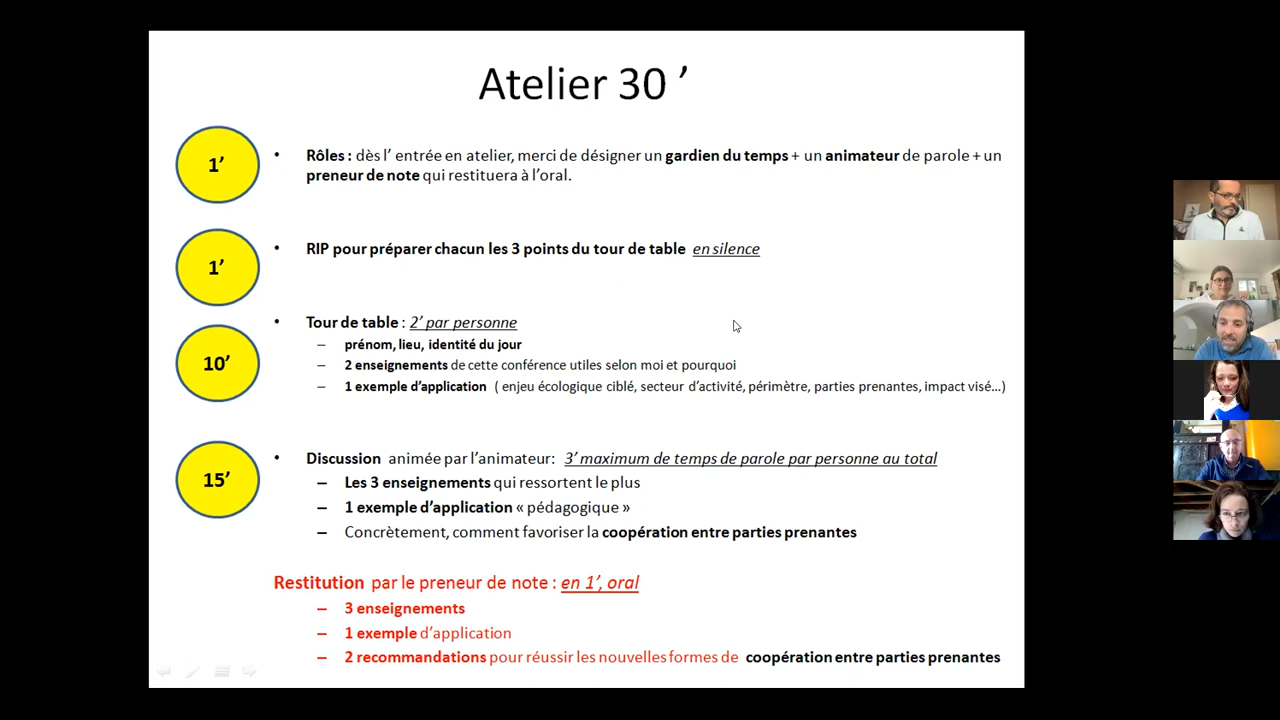 Atelier 30 ’
1’
• Rôles : dès l’ entrée en atelier, merci de désigner un gardien du temps + un animateur de parole + un
preneur de note qui restituera à l’oral.
1’
• RIP pour préparer chacun les 3 points du tour de table en silence
• Tour de table : 2’ par personne
– prénom, lieu, identité du jour
10’
– 2 enseignements de cette conférence utiles selon moi et pourquoi
– 1 exemple d’application ( enjeu écologique ciblé, secteur d’activité, périmètre, parties prenantes, impact visé…)
• Discussion animée par l’animateur: 3’ maximum de temps de parole par personne au total
15’
– Les 3 enseignements qui ressortent le plus
– 1 exemple d’application « pédagogique »
– Concrètement, comment favoriser la coopération entre parties prenantes
Restitution par le preneur de note : en 1’, oral
– 3 enseignements
– 1 exemple d’application
– 2 recommandations pour réussir les nouvelles formes de coopération entre parties prenantes